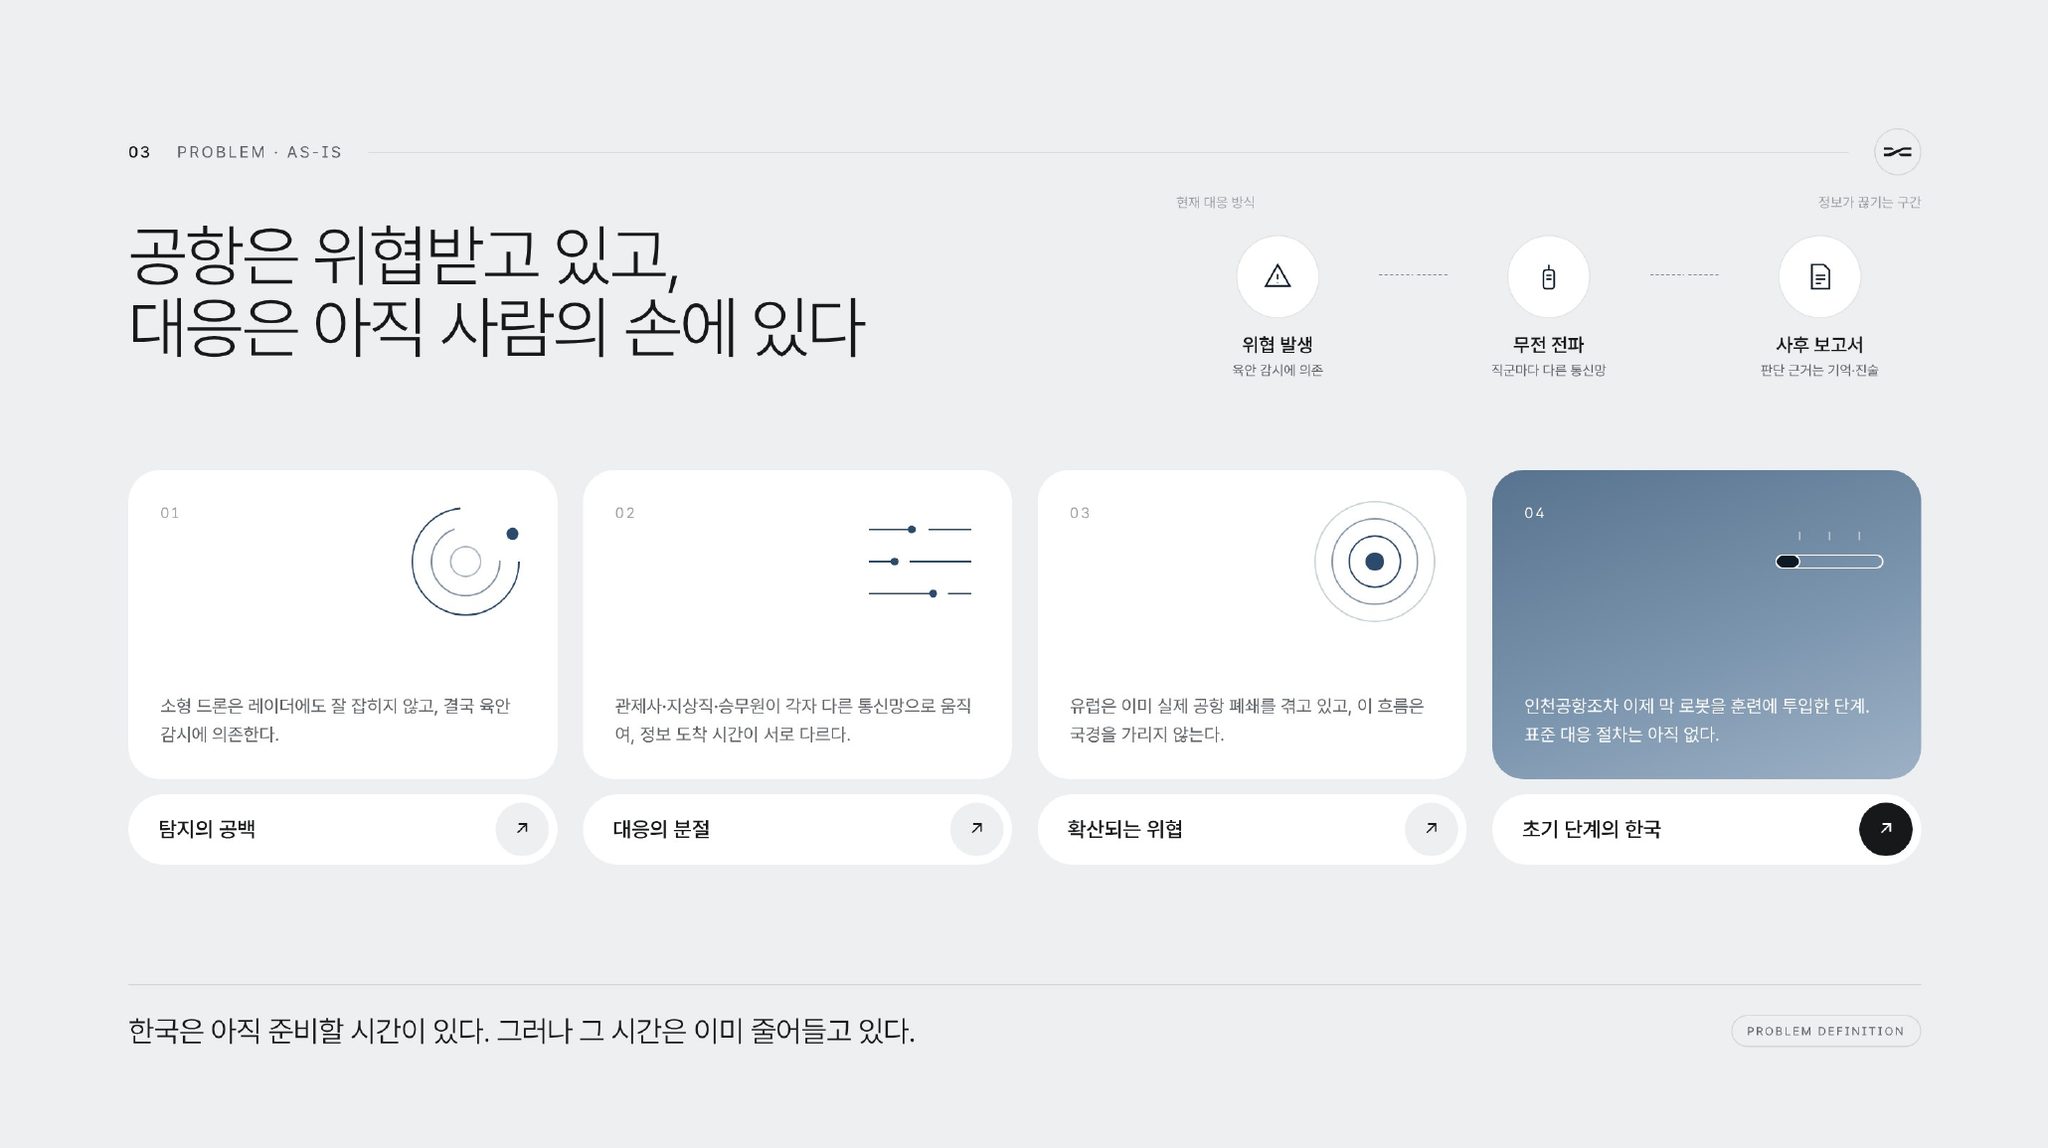 03 PROBLEM · AS-IS
현재 대응 방식
정보가 끊기는 구간
공항은 위협받고 있고,
대응은 아직 사람의 손에 있다
위협 발생
육안 감시에 의존
무전 전파
직군마다 다른 통신망
사후 보고서
판단 근거는 기억·진술
01
소형 드론은 레이더에도 잘 잡히지 않고, 결국 육안
감시에 의존한다.
탐지의 공백
02
관제사·지상직·승무원이 각자 다른 통신망으로 움직
여, 정보 도착 시간이 서로 다르다.
대응의 분절
03
유럽은 이미 실제 공항 폐쇄를 겪고 있고, 이 흐름은
국경을 가리지 않는다.
확산되는 위협
04
인천공항조차 이제 막 로봇을 훈련에 투입한 단계.
표준 대응 절차는 아직 없다.
초기 단계의 한국
한국은 아직 준비할 시간이 있다. 그러나 그 시간은 이미 줄어들고 있다.
PROBLEM DEFINITION